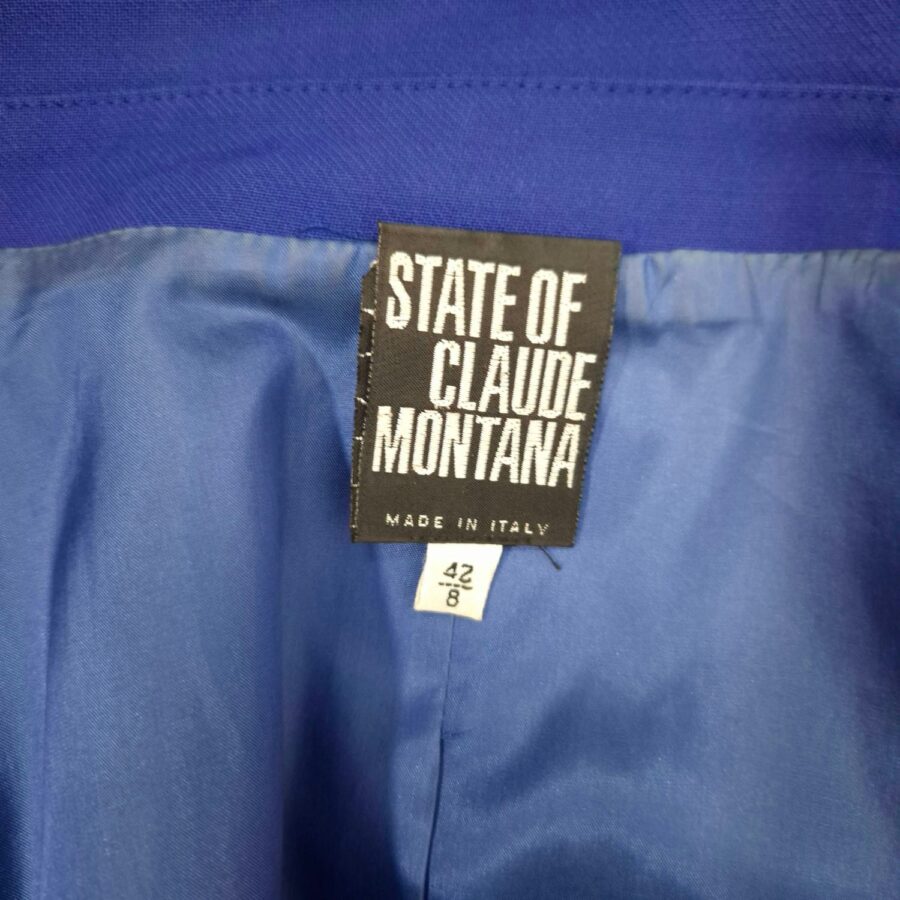 STATE OF
CLAUDE
MONTANA
MADE IN ITALY
42
8